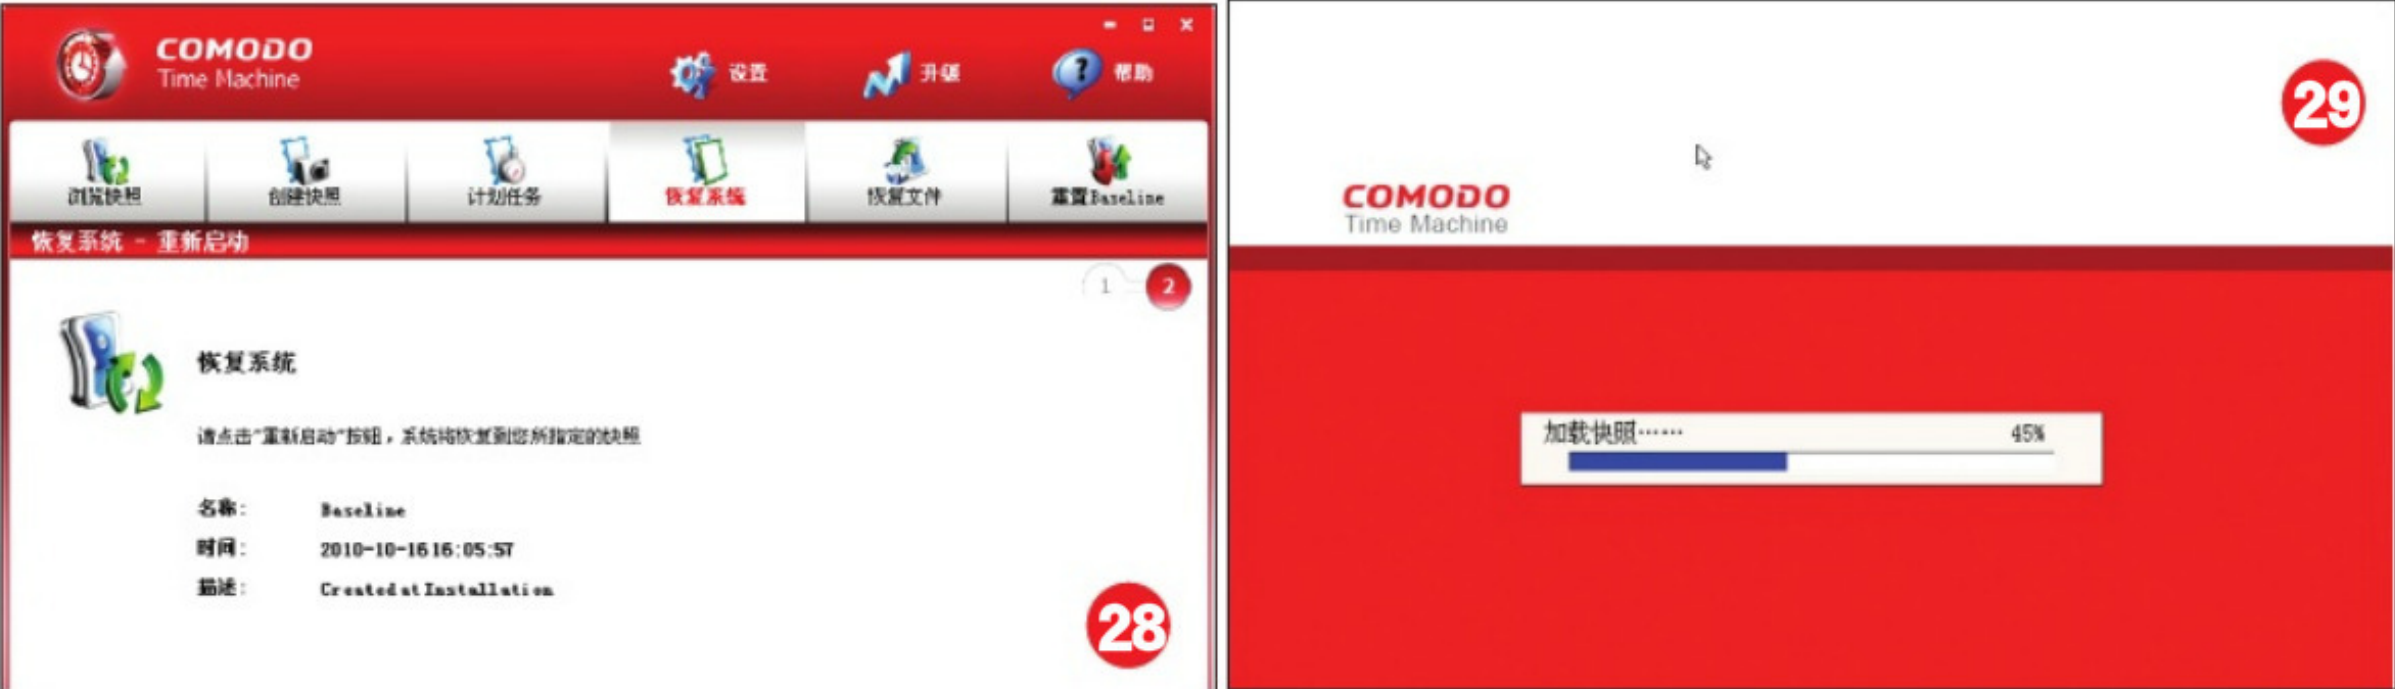 COMODO
Time Machine
设置
升级
帮助
浏览快照
创建快照
计划任务
恢复系统
恢复文件
重置Baseline
恢复系统 - 重新启动
1
2
恢复系统
请点击"重新启动"按钮，系统将恢复到您所指定的快照
名称: Baseline
时间: 2010-10-16 16:05:57
描述: Created at Installation
28
29
COMODO
Time Machine
加载快照…… 45%